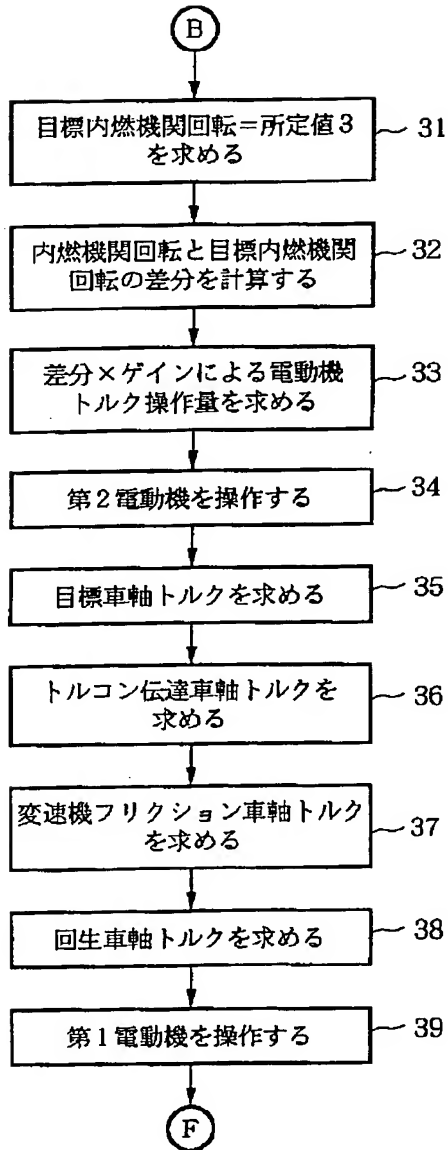 B
目標内燃機関回転＝所定値3
を求める
31
内燃機関回転と目標内燃機関
回転の差分を計算する
32
差分×ゲインによる電動機
トルク操作量を求める
33
第2電動機を操作する
34
目標車軸トルクを求める
35
トルコン伝達車軸トルクを
求める
36
変速機フリクション車軸トルク
を求める
37
回生車軸トルクを求める
38
第1電動機を操作する
39
F